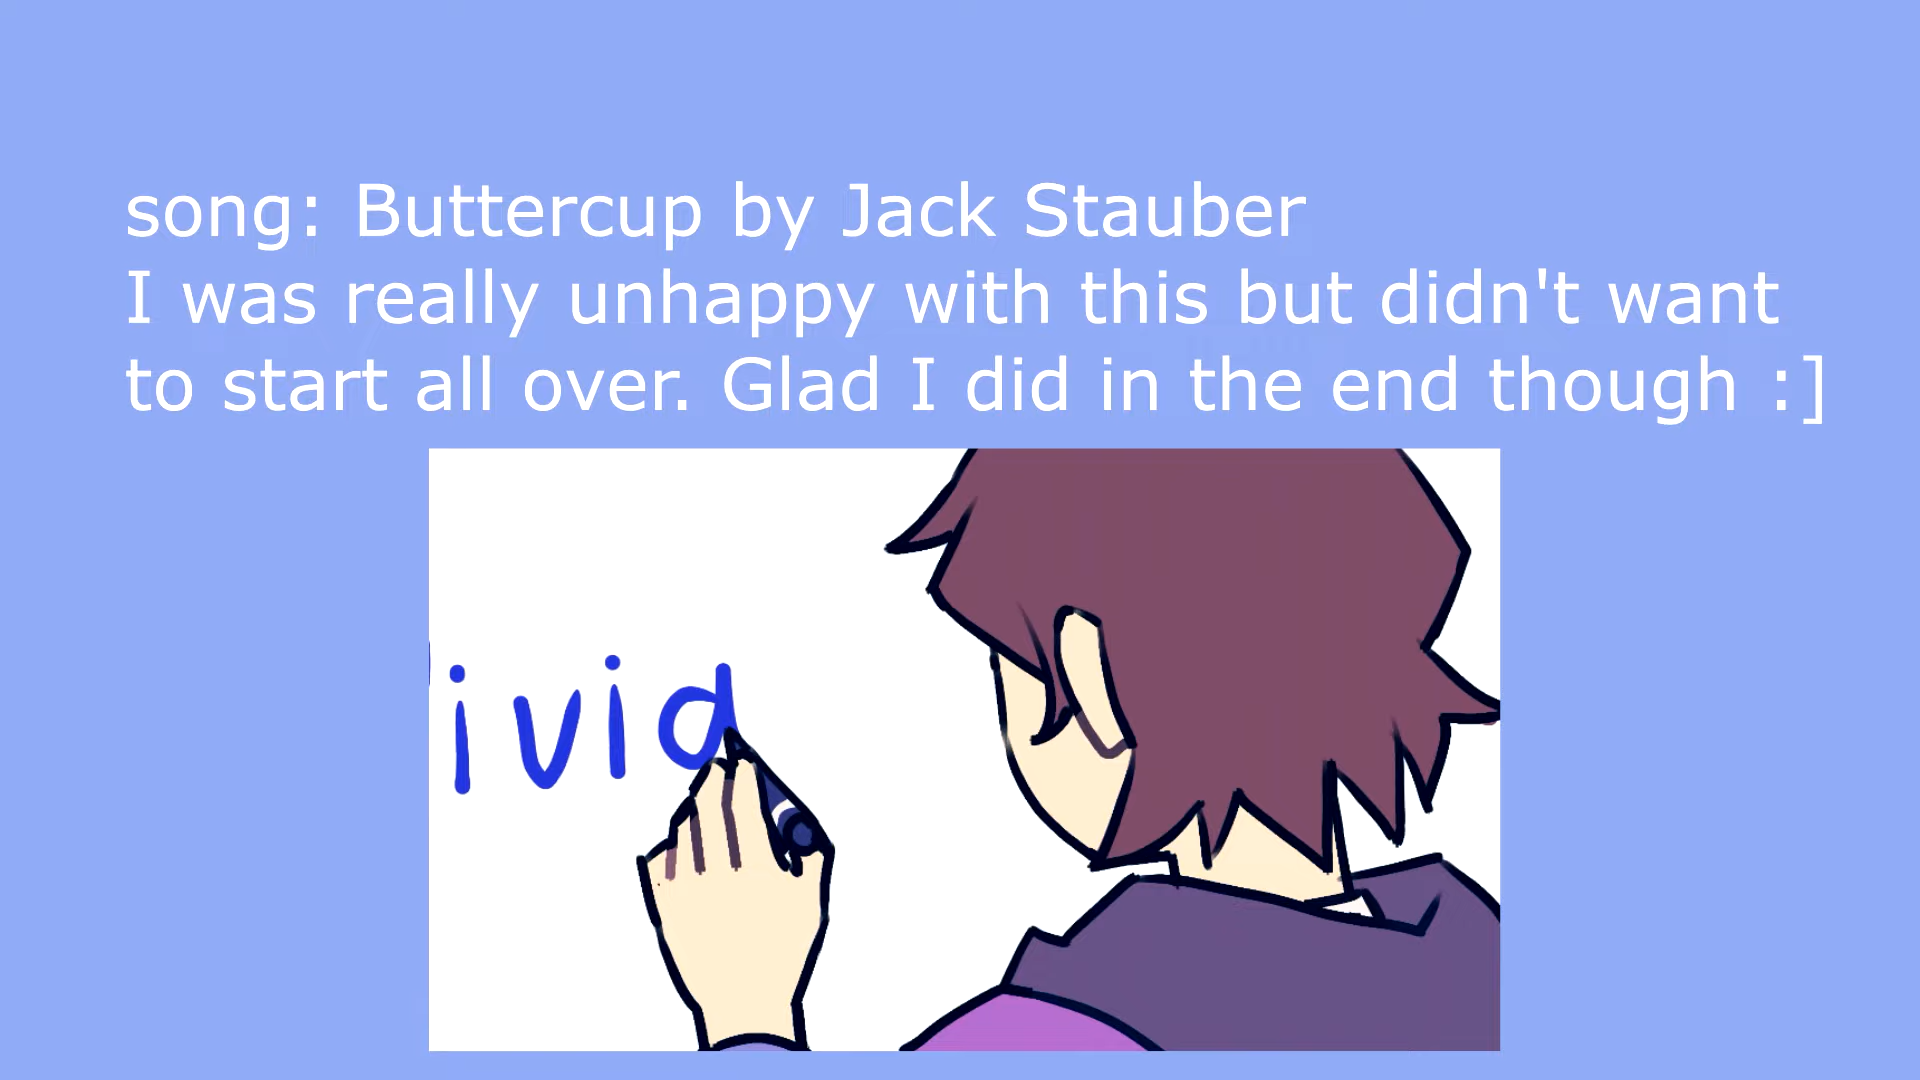 song: Buttercup by Jack Stauber
I was really unhappy with this but didn't want
to start all over. Glad I did in the end though :]
ivid